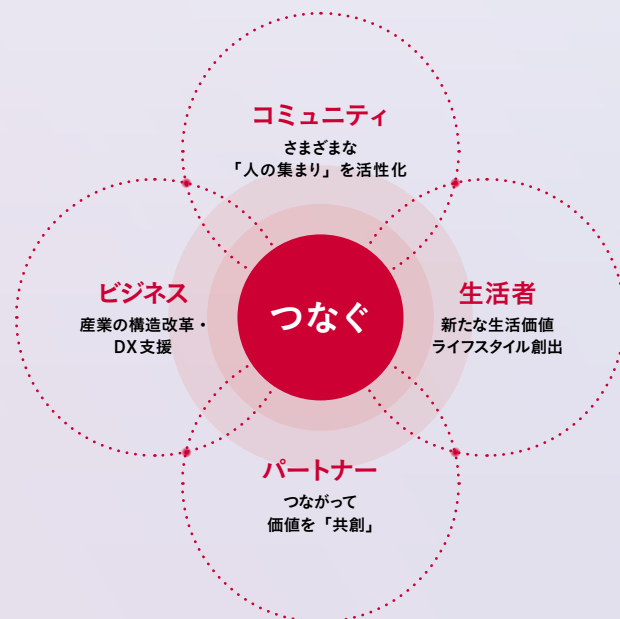 コミュニティ
さまざまな
「人の集まり」を活性化
ビジネス
産業の構造改革・
DX支援
つなぐ
生活者
新たな生活価値
ライフスタイル創出
パートナー
つながって
価値を「共創」